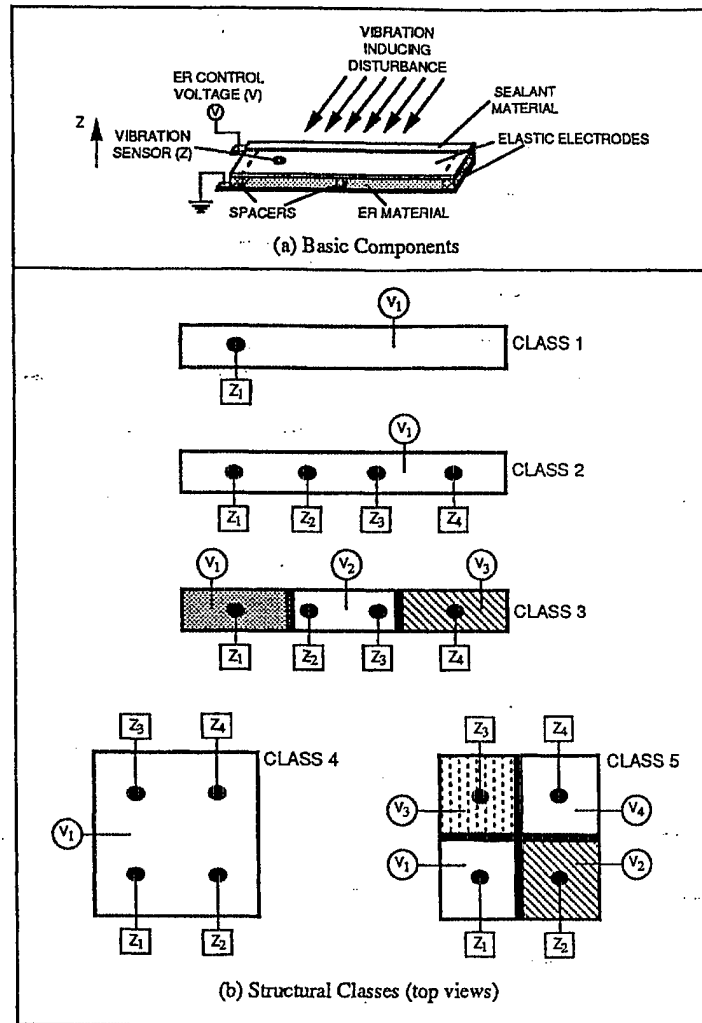 VIBRATION
INDUCING
DISTURBANCE
ER CONTROL
VOLTAGE (V)
V
SEALANT
MATERIAL
Z
VIBRATION
SENSOR (Z)
ELASTIC ELECTRODES
SPACERS
ER MATERIAL
(a) Basic Components
V1
CLASS 1
Z1
V1
CLASS 2
Z1 Z2 Z3 Z4
V1 V2 V3
CLASS 3
Z1 Z2 Z3 Z4
Z3 Z4
CLASS 4
V1
Z1 Z2
Z3 Z4
CLASS 5
V3 V4
V1 V2
Z1 Z2
(b) Structural Classes (top views)